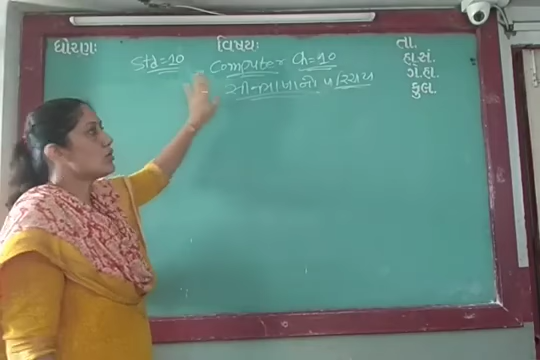 ધોરણઃ વિષયઃ તા.
Std=10 Computer Ch=10 હા.સં.
પરિચય ગે.હા.
કુલ.